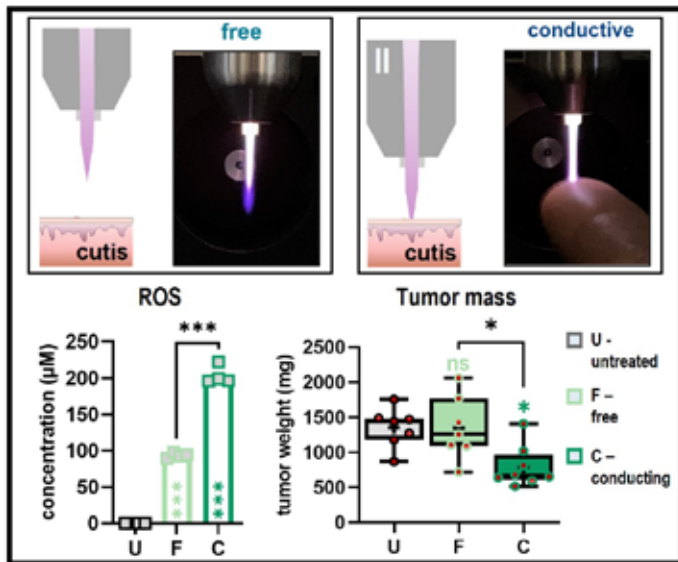 free
cutis
conductive
II
cutis
ROS
***
concentration (µM)
250
200
150
100
50
0
***
***
U
F
C
Tumor mass
*
ns
*
tumor weight (mg)
2500
2000
1500
1000
500
0
U
F
C
U -
untreated
F –
free
C –
conducting